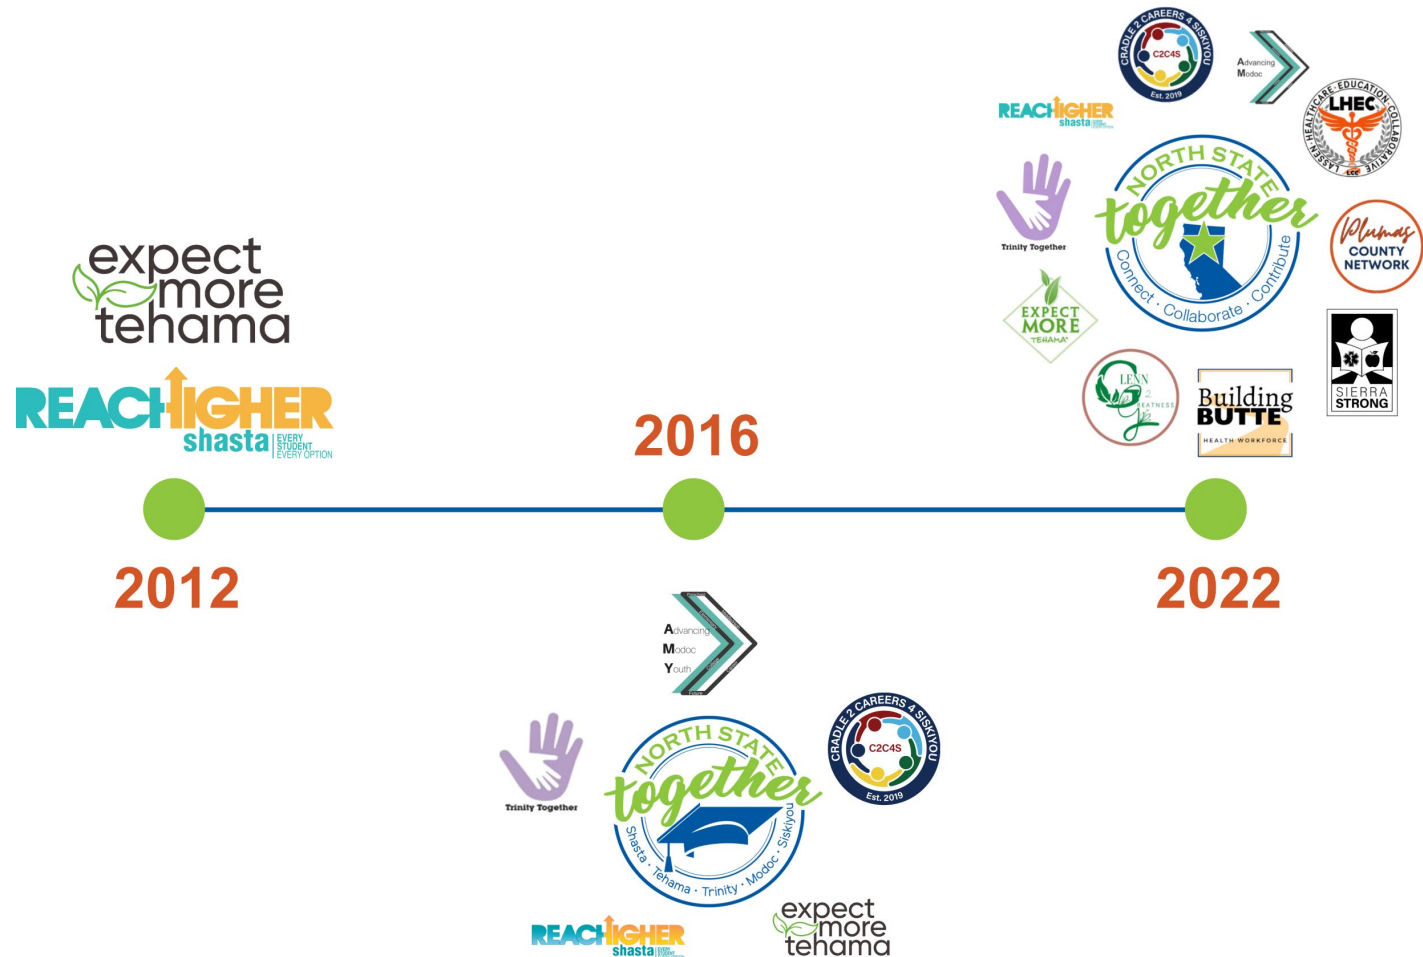 expect
more
tehama
REACHIGHER
shasta
EVERY
STUDENT
EVERY OPTION
2012
2016
Advancing
Modoc
Youth
Trinity Together
NORTH STATE
together
Shasta · Tehama · Trinity · Modoc · Siskiyou
CRADLE 2 CAREERS 4 SISKIYOU
C2C4S
Est. 2019
REACHIGHER
shasta
expect
more
tehama
CRADLE 2 CAREERS 4 SISKIYOU
C2C4S
Est. 2019
Advancing
Modoc
REACHIGHER
shasta
LASSEN·HEALTHCARE·EDUCATION·COLLABORATIVE
LHEC
LCC
NORTH STATE
together
Connect · Collaborate · Contribute
Trinity Together
Plumas
COUNTY
NETWORK
EXPECT
MORE
TEHAMA
GLENN
2
GREATNESS
Building
BUTTE
HEALTH WORKFORCE
SIERRA
STRONG
2022